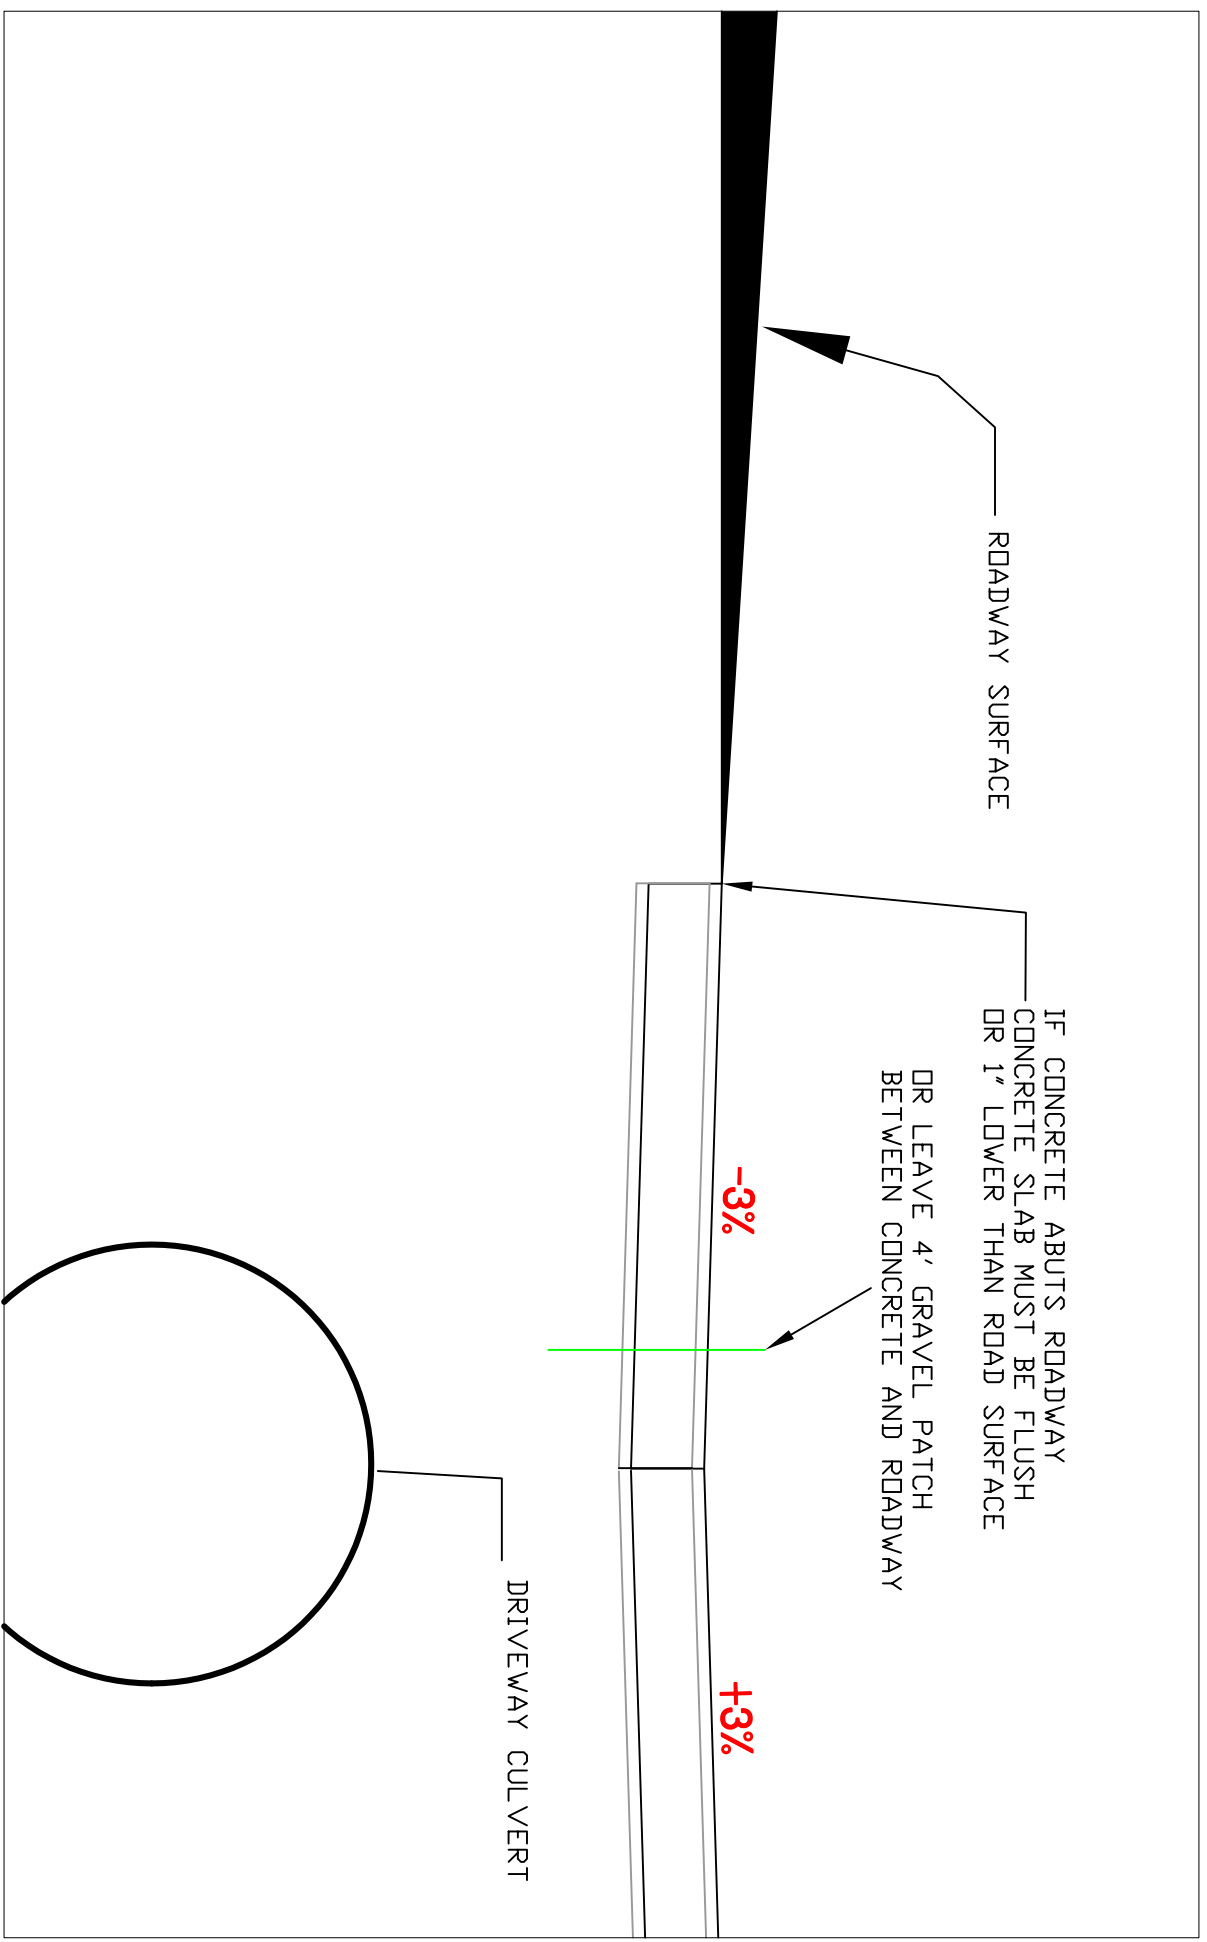 ROADWAY SURFACE
IF CONCRETE ABUTS ROADWAY
CONCRETE SLAB MUST BE FLUSH
OR 1" LOWER THAN ROAD SURFACE
OR LEAVE 4' GRAVEL PATCH
BETWEEN CONCRETE AND ROADWAY
-3%
+3%
DRIVEWAY CULVERT